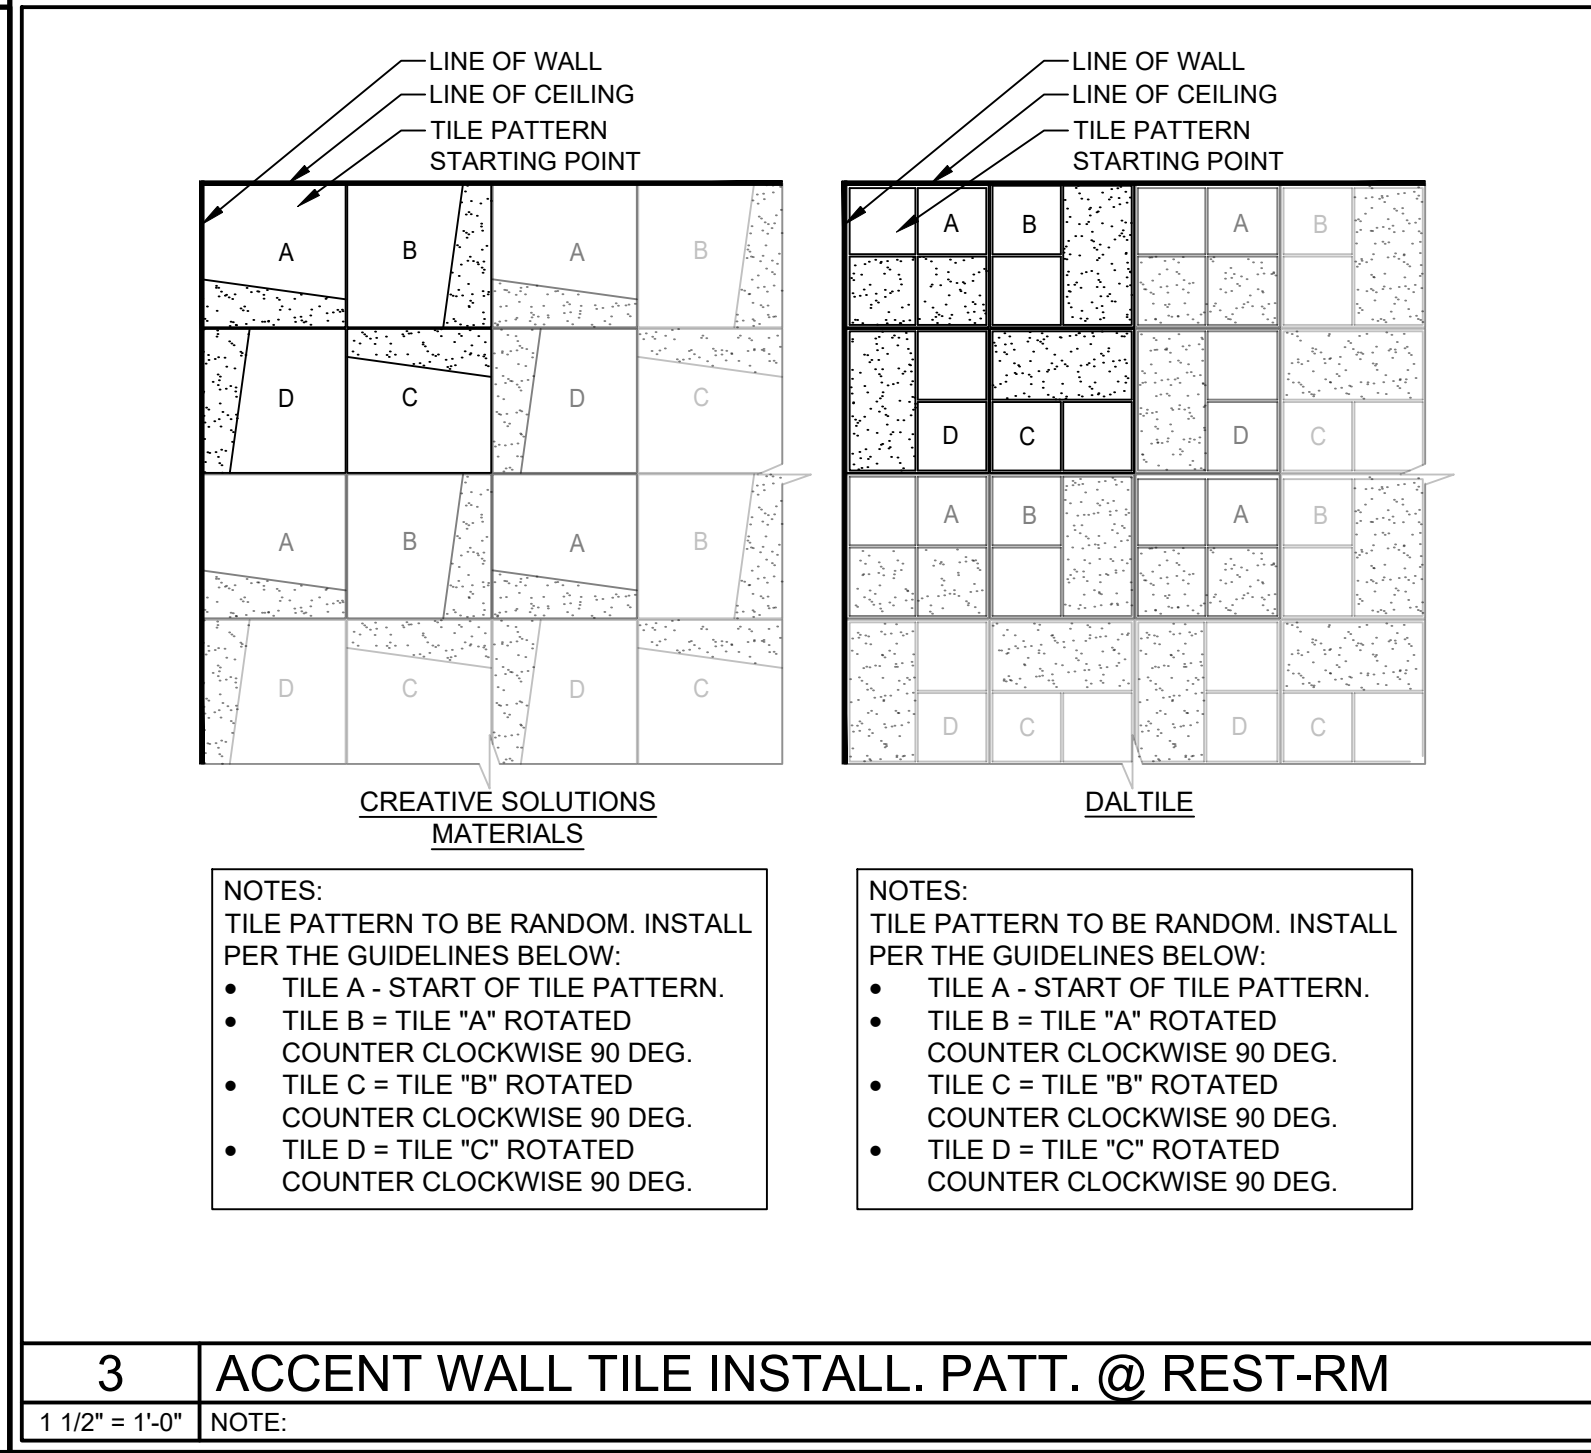 LINE OF WALL
LINE OF CEILING
TILE PATTERN
STARTING POINT
A B A B
D C D C
A B A B
D C D C
CREATIVE SOLUTIONS
MATERIALS
LINE OF WALL
LINE OF CEILING
TILE PATTERN
STARTING POINT
A B A B
D C D C
A B A B
D C D C
DALTILE
NOTES:
TILE PATTERN TO BE RANDOM. INSTALL
PER THE GUIDELINES BELOW:
• TILE A - START OF TILE PATTERN.
• TILE B = TILE "A" ROTATED
COUNTER CLOCKWISE 90 DEG.
• TILE C = TILE "B" ROTATED
COUNTER CLOCKWISE 90 DEG.
• TILE D = TILE "C" ROTATED
COUNTER CLOCKWISE 90 DEG.
NOTES:
TILE PATTERN TO BE RANDOM. INSTALL
PER THE GUIDELINES BELOW:
• TILE A - START OF TILE PATTERN.
• TILE B = TILE "A" ROTATED
COUNTER CLOCKWISE 90 DEG.
• TILE C = TILE "B" ROTATED
COUNTER CLOCKWISE 90 DEG.
• TILE D = TILE "C" ROTATED
COUNTER CLOCKWISE 90 DEG.
3 ACCENT WALL TILE INSTALL. PATT. @ REST-RM
1 1/2" = 1'-0" NOTE: